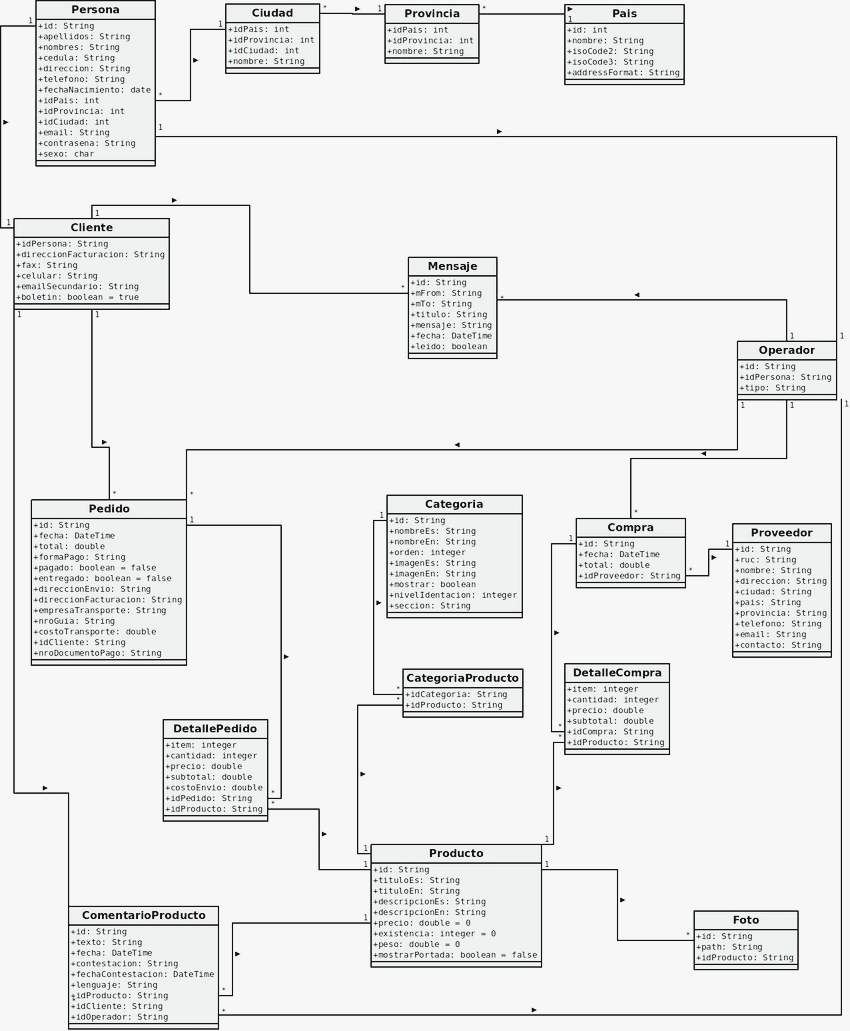 Persona
+id: String
+apellidos: String
+nombres: String
+cedula: String
+direccion: String
+telefono: String
+fechaNacimiento: date
+idPais: int
+idProvincia: int
+idCiudad: int
+email: String
+contrasena: String
+sexo: char
1
*
1
Ciudad
+idPais: int
+idProvincia: int
+idCiudad: int
+nombre: String
1
*
Provincia
+idPais: int
+idProvincia: int
+nombre: String
1
*
Pais
+id: int
+nombre: String
+isoCode2: String
+isoCode3: String
+addressFormat: String
1
Cliente
+idPersona: String
+direccionFacturacion: String
+fax: String
+celular: String
+emailSecundario: String
+boletin: boolean = true
1
1
1
1
Mensaje
+id: String
+mFrom: String
+mTo: String
+titulo: String
+mensaje: String
+fecha: DateTime
+leido: boolean
*
*
Operador
+id: String
+idPersona: String
+tipo: String
1
1
1
1
1
Pedido
+id: String
+fecha: DateTime
+total: double
+formaPago: String
+pagado: boolean = false
+entregado: boolean = false
+direccionEnvio: String
+direccionFacturacion: String
+empresaTransporte: String
+nroGuia: String
+costoTransporte: double
+idCliente: String
+nroDocumentoPago: String
*
*
1
Categoria
+id: String
+nombreEs: String
+nombreEn: String
+orden: integer
+imagenEs: String
+imagenEn: String
+mostrar: boolean
+nivelIdentacion: integer
+seccion: String
1
Compra
+id: String
+fecha: DateTime
+total: double
+idProveedor: String
*
1
*
Proveedor
+id: String
+ruc: String
+nombre: String
+direccion: String
+ciudad: String
+pais: String
+provincia: String
+telefono: String
+email: String
+contacto: String
1
CategoriaProducto
+idCategoria: String
+idProducto: String
*
*
DetalleCompra
+item: integer
+cantidad: integer
+precio: double
+subtotal: double
+idCompra: String
+idProducto: String
*
*
DetallePedido
+item: integer
+cantidad: integer
+precio: double
+subtotal: double
+costoEnvio: double
+idPedido: String
+idProducto: String
*
*
Producto
+id: String
+tituloEs: String
+tituloEn: String
+descripcionEs: String
+descripcionEn: String
+precio: double = 0
+existencia: integer = 0
+peso: double = 0
+mostrarPortada: boolean = false
1
1
1
1
1
ComentarioProducto
+id: String
+texto: String
+fecha: DateTime
+contestacion: String
+fechaContestacion: DateTime
+lenguaje: String
+idProducto: String
+idCliente: String
+idOperador: String
*
*
*
Foto
+id: String
+path: String
+idProducto: String
*